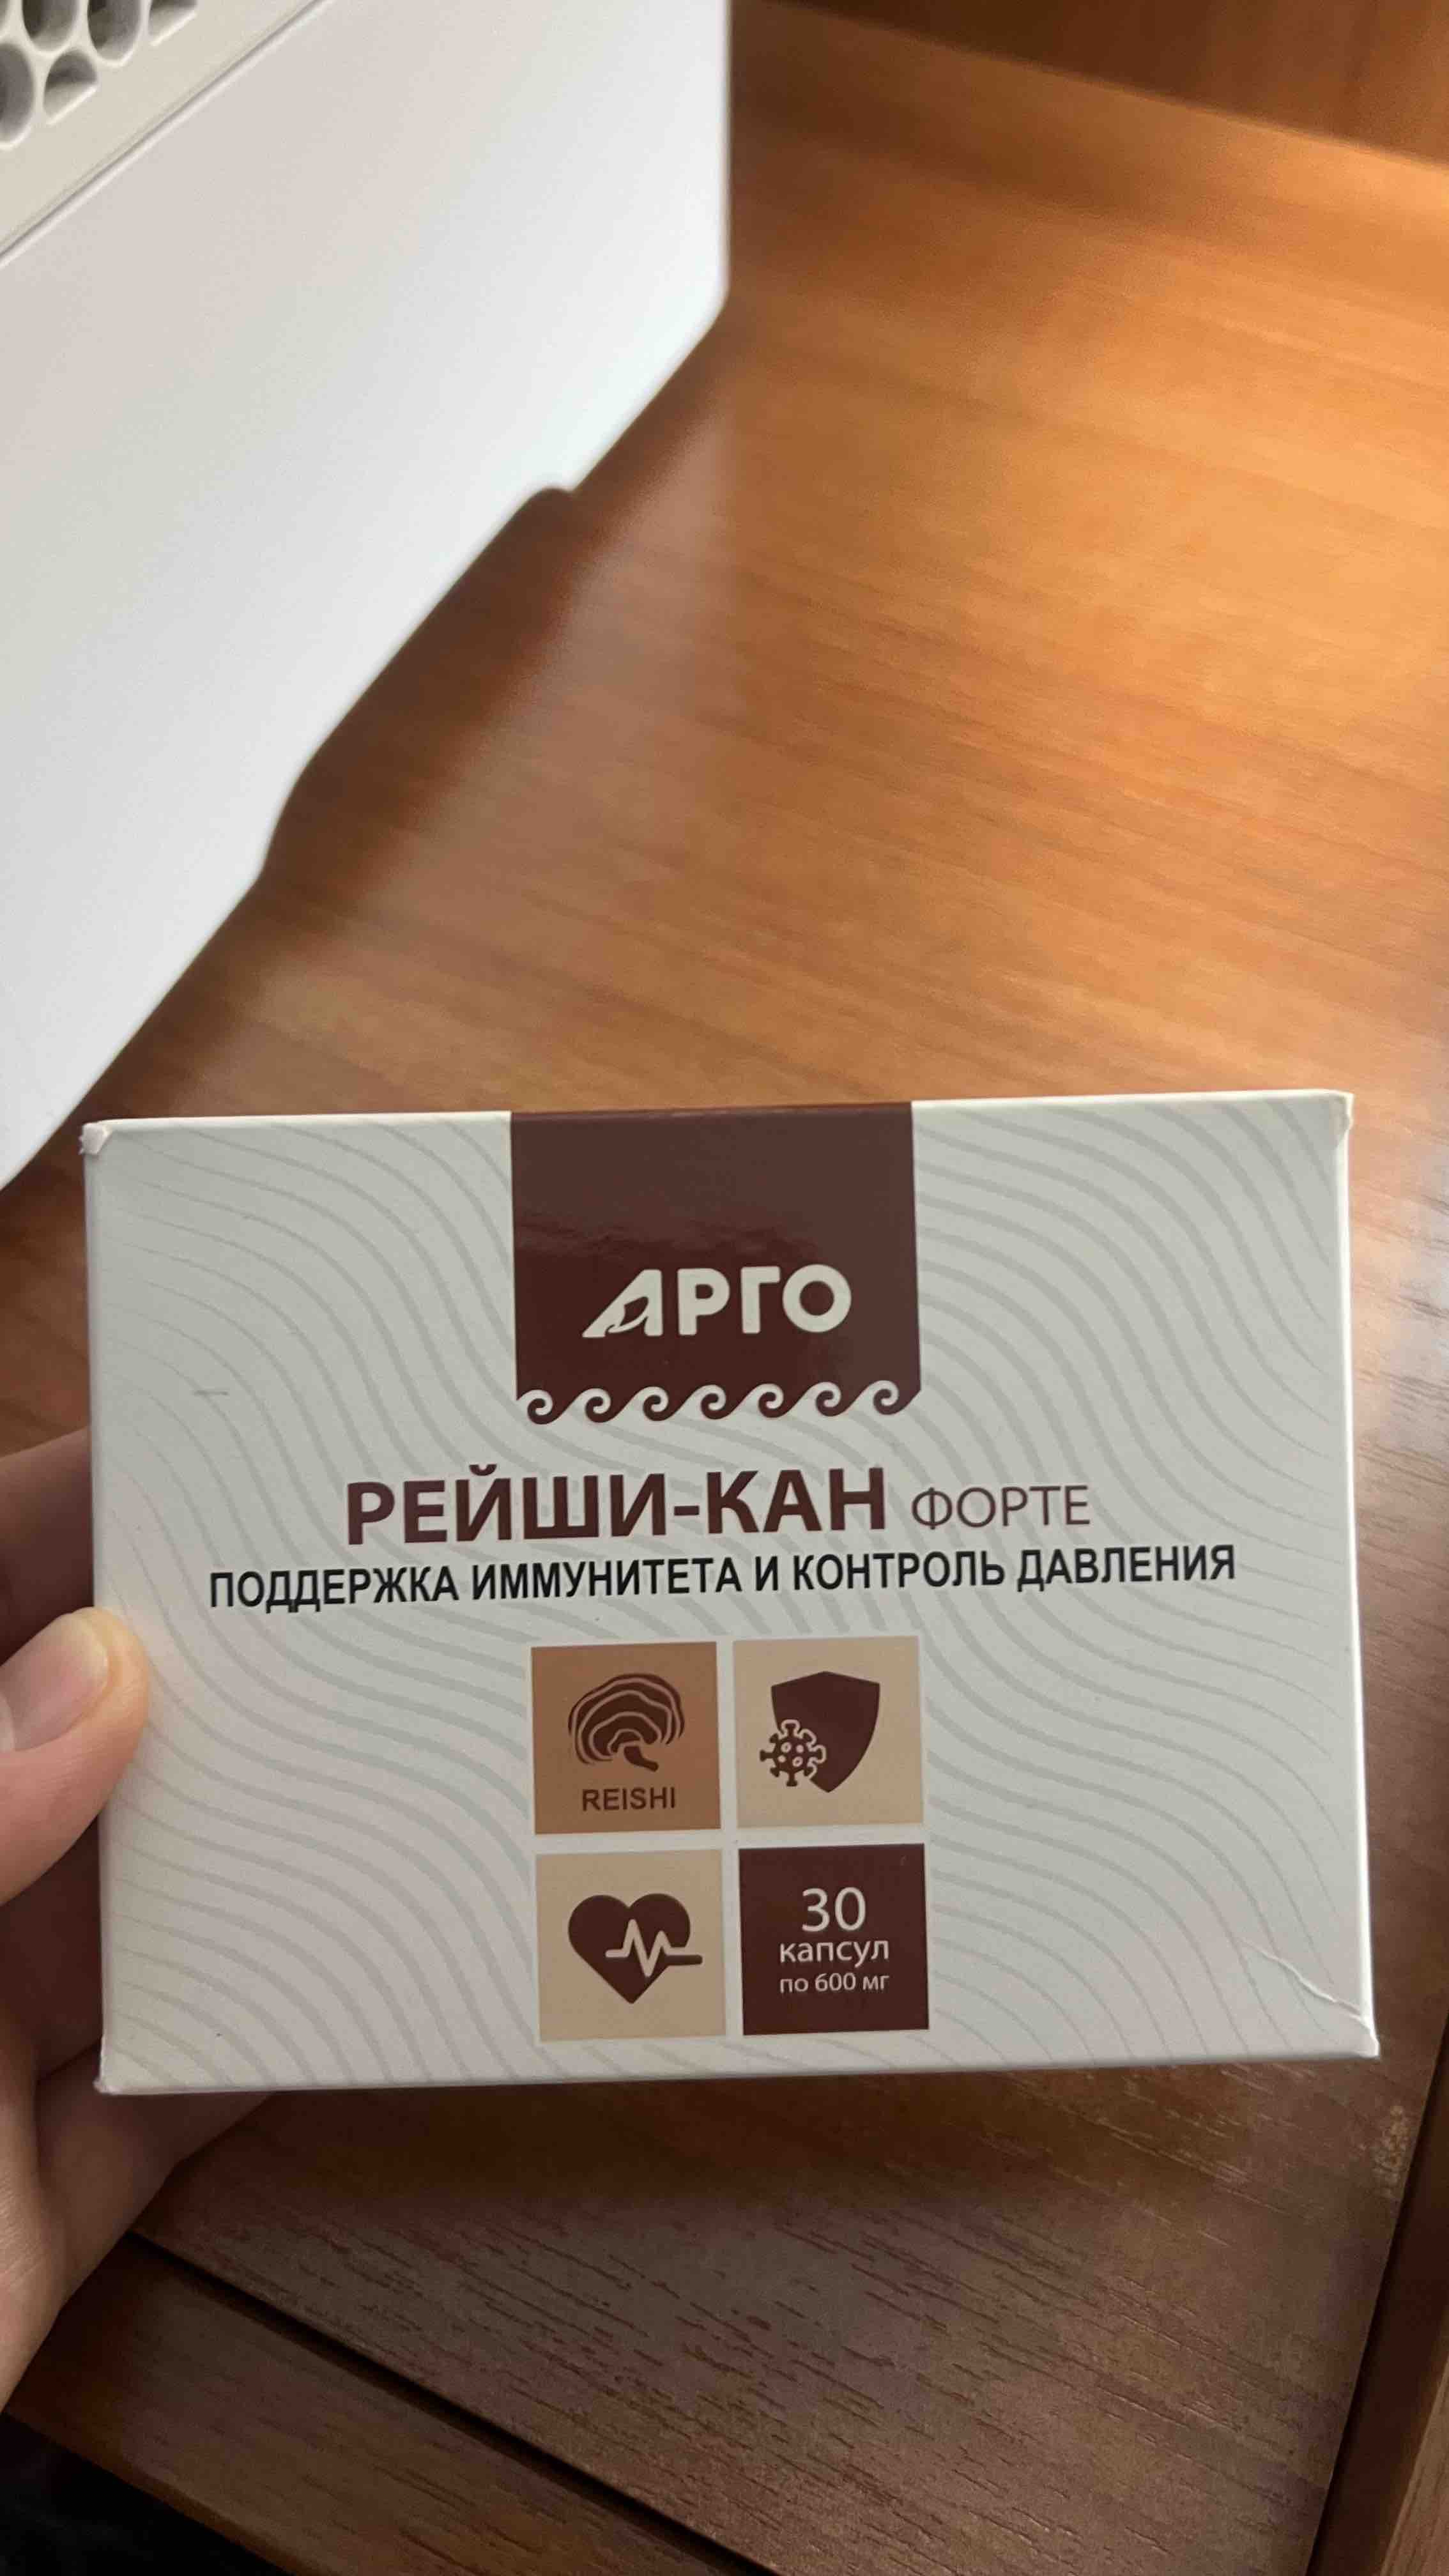 АРГО
РЕЙШИ-КАН ФОРТЕ
ПОДДЕРЖКА ИММУНИТЕТА И КОНТРОЛЬ ДАВЛЕНИЯ
REISHI
30
капсул
по 600 мг